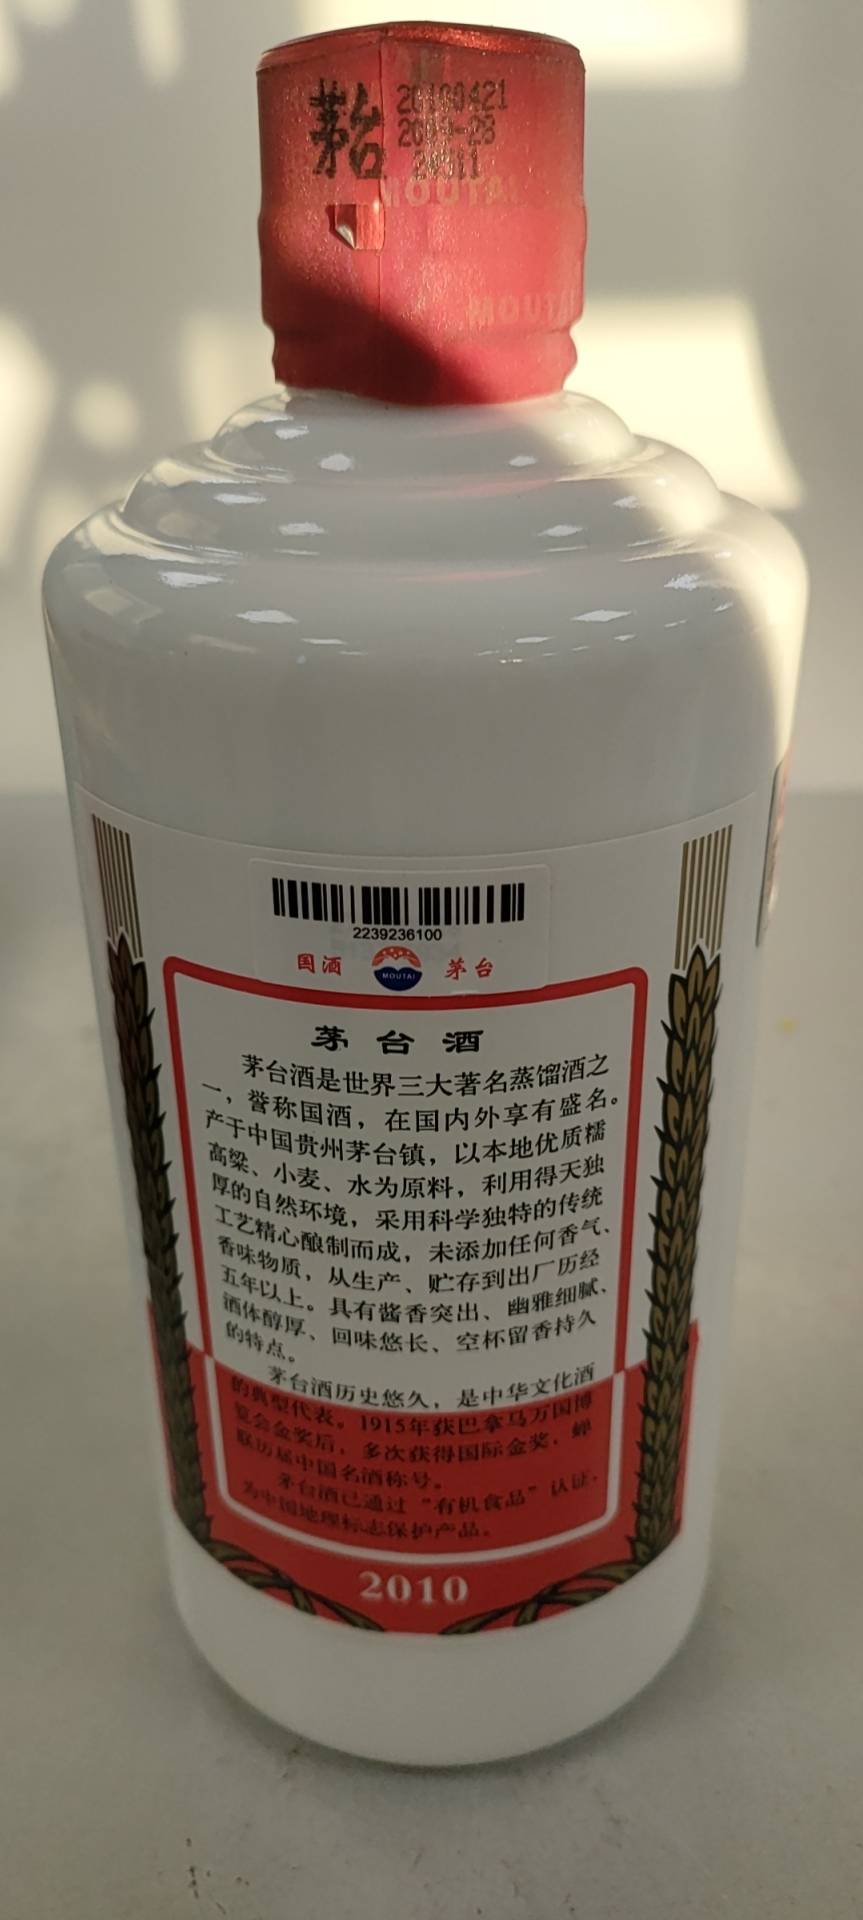 茅台
20100421
2009-28
24511
MOUTAI
MOUTAI
2239236100
国酒 MOUTAI 茅台
茅台酒
茅台酒是世界三大著名蒸馏酒之
一，誉称国酒，在国内外享有盛名。
产于中国贵州茅台镇，以本地优质糯
高粱、小麦、水为原料，利用得天独
厚的自然环境，采用科学独特的传统
工艺精心酿制而成，未添加任何香气、
香味物质，从生产、贮存到出厂历经
五年以上。具有酱香突出、幽雅细腻、
酒体醇厚、回味悠长、空杯留香持久
的特点。
茅台酒历史悠久，是中华文化酒
的典型代表。1915年获巴拿马万国博
览会金奖后，多次获得国际金奖，蝉
联历届中国名酒称号。
茅台酒已通过“有机食品”认证，
为中国地理标志保护产品。
2010